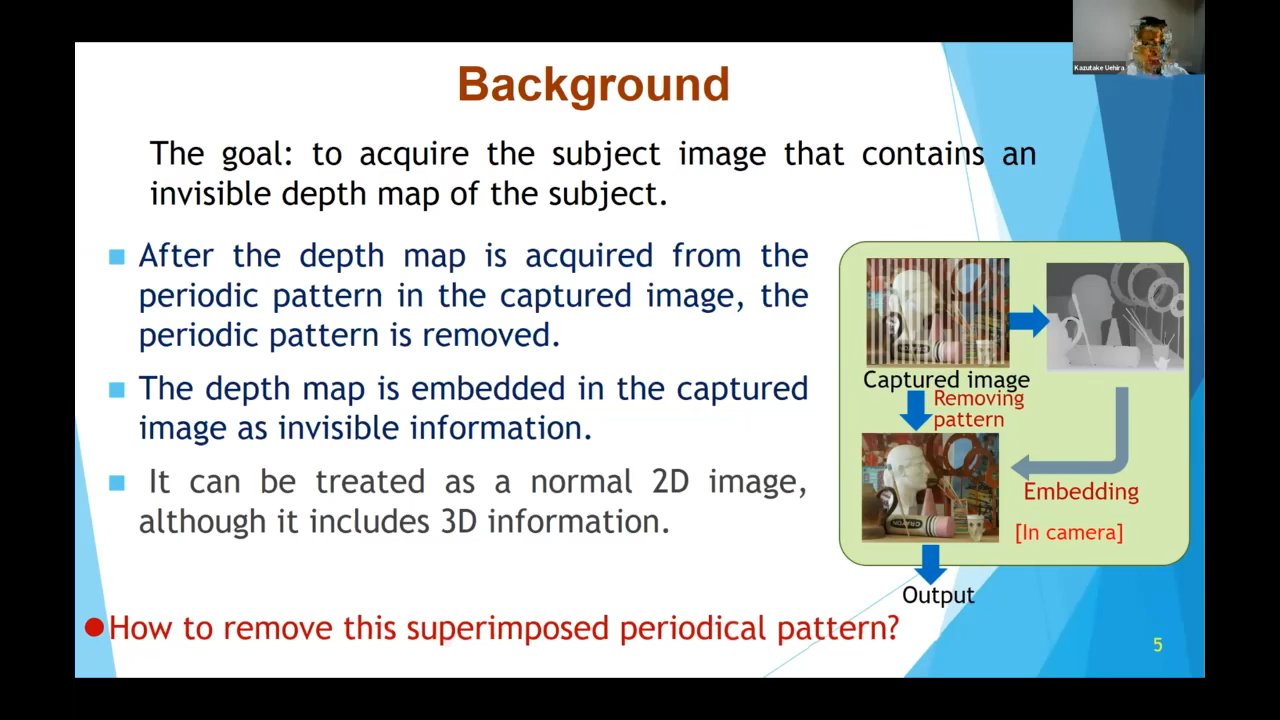 Kazutake Uehira
Background
The goal: to acquire the subject image that contains an
invisible depth map of the subject.
After the depth map is acquired from the
periodic pattern in the captured image, the
periodic pattern is removed.
The depth map is embedded in the captured
image as invisible information.
It can be treated as a normal 2D image,
although it includes 3D information.
Captured image
Removing
pattern
CRAYON
Embedding
[In camera]
Output
How to remove this superimposed periodical pattern?
5